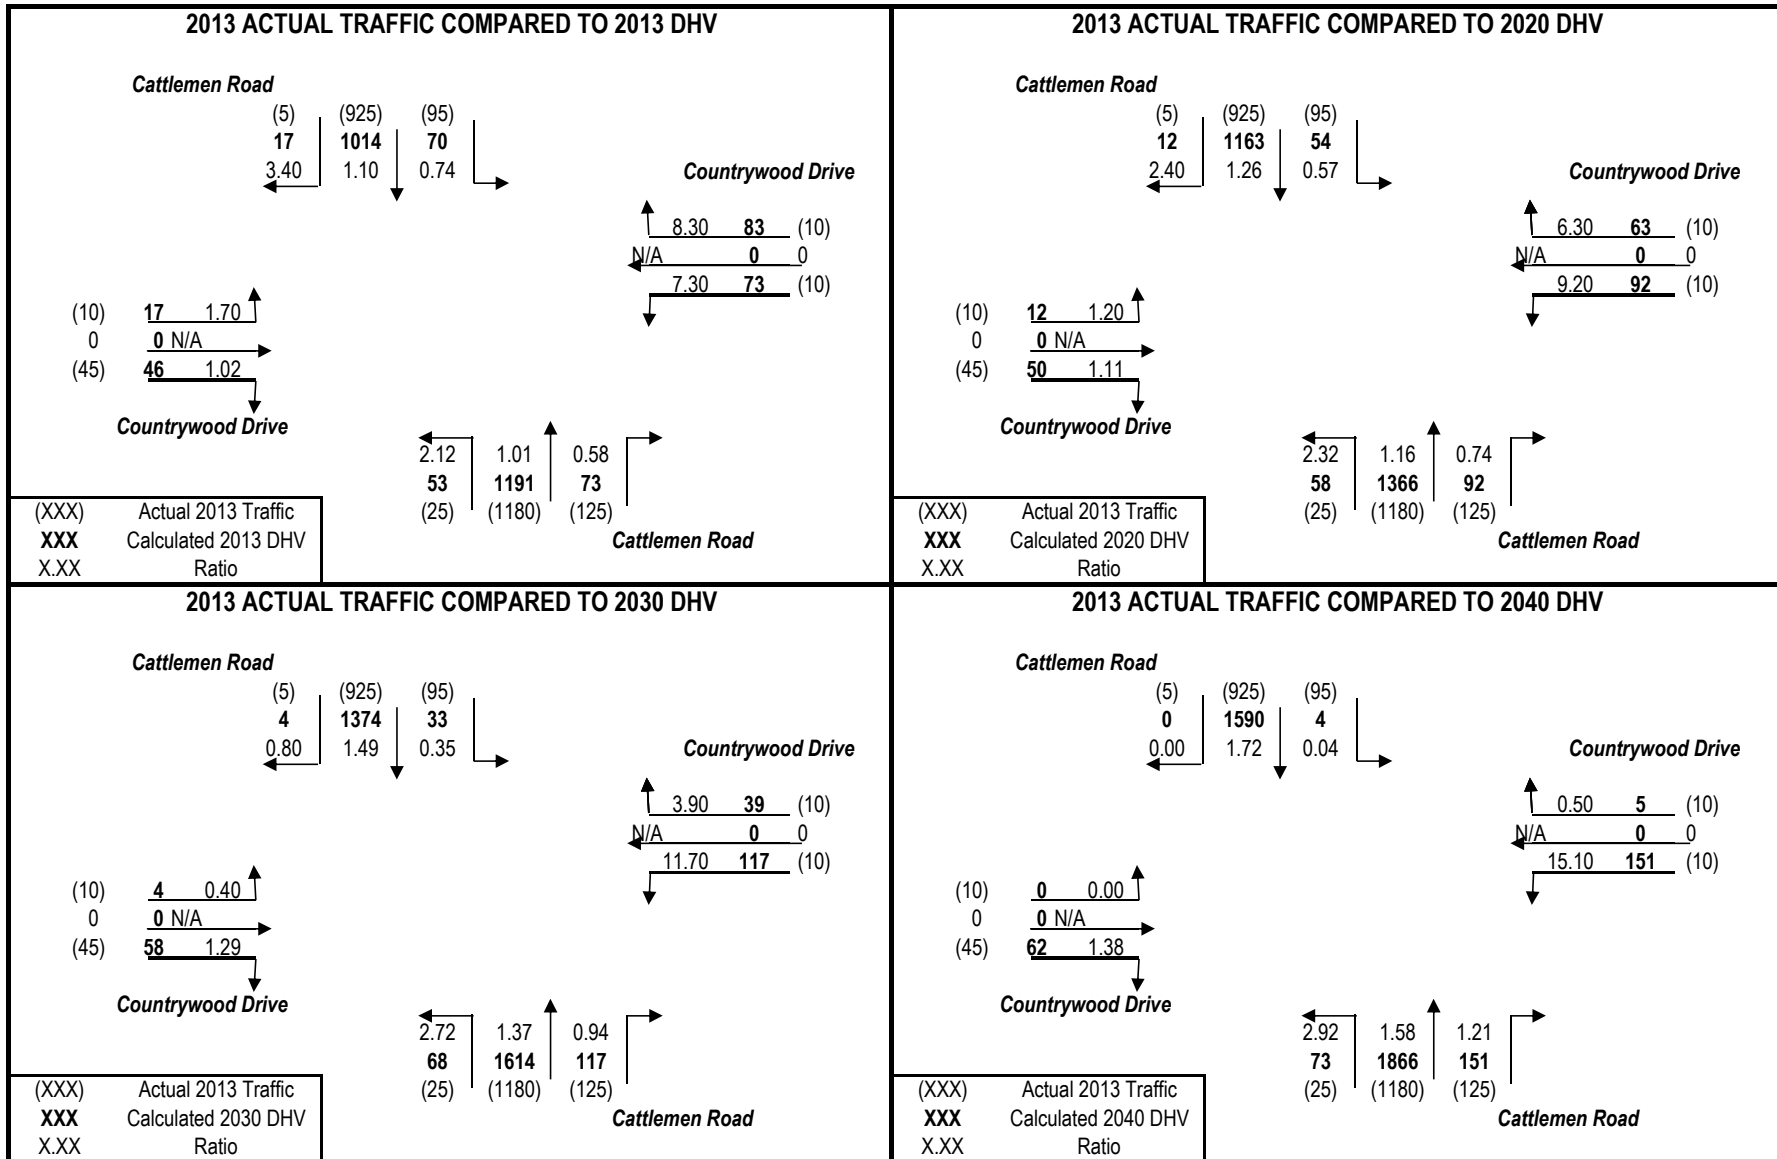 2013 ACTUAL TRAFFIC COMPARED TO 2013 DHV
Cattlemen Road
(5) (925) (95)
17 1014 70
3.40 1.10 0.74
Countrywood Drive
8.30 83 (10)
N/A 0 0
7.30 73 (10)
(10) 17 1.70
0 0 N/A
(45) 46 1.02
Countrywood Drive
2.12 1.01 0.58
53 1191 73
(25) (1180) (125)
Cattlemen Road
(XXX) Actual 2013 Traffic
XXX Calculated 2013 DHV
X.XX Ratio
2013 ACTUAL TRAFFIC COMPARED TO 2020 DHV
Cattlemen Road
(5) (925) (95)
12 1163 54
2.40 1.26 0.57
Countrywood Drive
6.30 63 (10)
N/A 0 0
9.20 92 (10)
(10) 12 1.20
0 0 N/A
(45) 50 1.11
Countrywood Drive
2.32 1.16 0.74
58 1366 92
(25) (1180) (125)
Cattlemen Road
(XXX) Actual 2013 Traffic
XXX Calculated 2020 DHV
X.XX Ratio
2013 ACTUAL TRAFFIC COMPARED TO 2030 DHV
Cattlemen Road
(5) (925) (95)
4 1374 33
0.80 1.49 0.35
Countrywood Drive
3.90 39 (10)
N/A 0 0
11.70 117 (10)
(10) 4 0.40
0 0 N/A
(45) 58 1.29
Countrywood Drive
2.72 1.37 0.94
68 1614 117
(25) (1180) (125)
Cattlemen Road
(XXX) Actual 2013 Traffic
XXX Calculated 2030 DHV
X.XX Ratio
2013 ACTUAL TRAFFIC COMPARED TO 2040 DHV
Cattlemen Road
(5) (925) (95)
0 1590 4
0.00 1.72 0.04
Countrywood Drive
0.50 5 (10)
N/A 0 0
15.10 151 (10)
(10) 0 0.00
0 0 N/A
(45) 62 1.38
Countrywood Drive
2.92 1.58 1.21
73 1866 151
(25) (1180) (125)
Cattlemen Road
(XXX) Actual 2013 Traffic
XXX Calculated 2040 DHV
X.XX Ratio